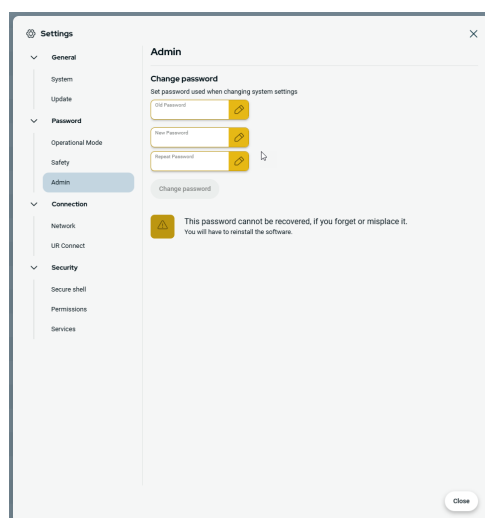 Settings
General
System
Update
Password
Operational Mode
Safety
Admin
Connection
Network
UR Connect
Security
Secure shell
Permissions
Services
Admin
Change password
Set password used when changing system settings
Old Password
New Password
Repeat Password
Change password
This password cannot be recovered, if you forget or misplace it.
You will have to reinstall the software.
Close